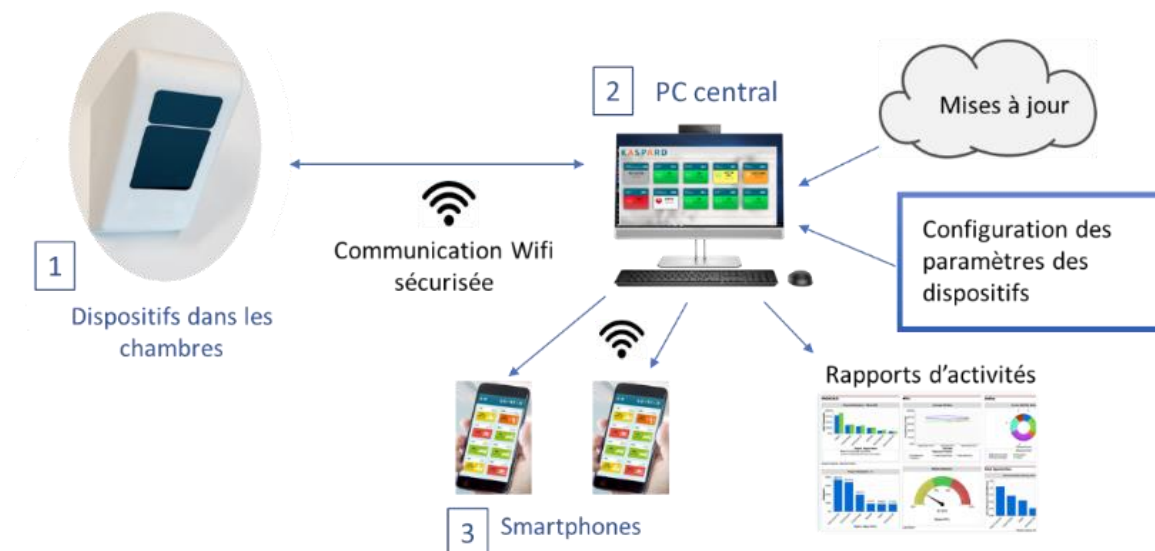 2
PC central
Mises à jour
KASPARD
Communication Wifi
sécurisée
Configuration des
paramètres des
dispositifs
1
Dispositifs dans les
chambres
Rapports d'activités
3
Smartphones